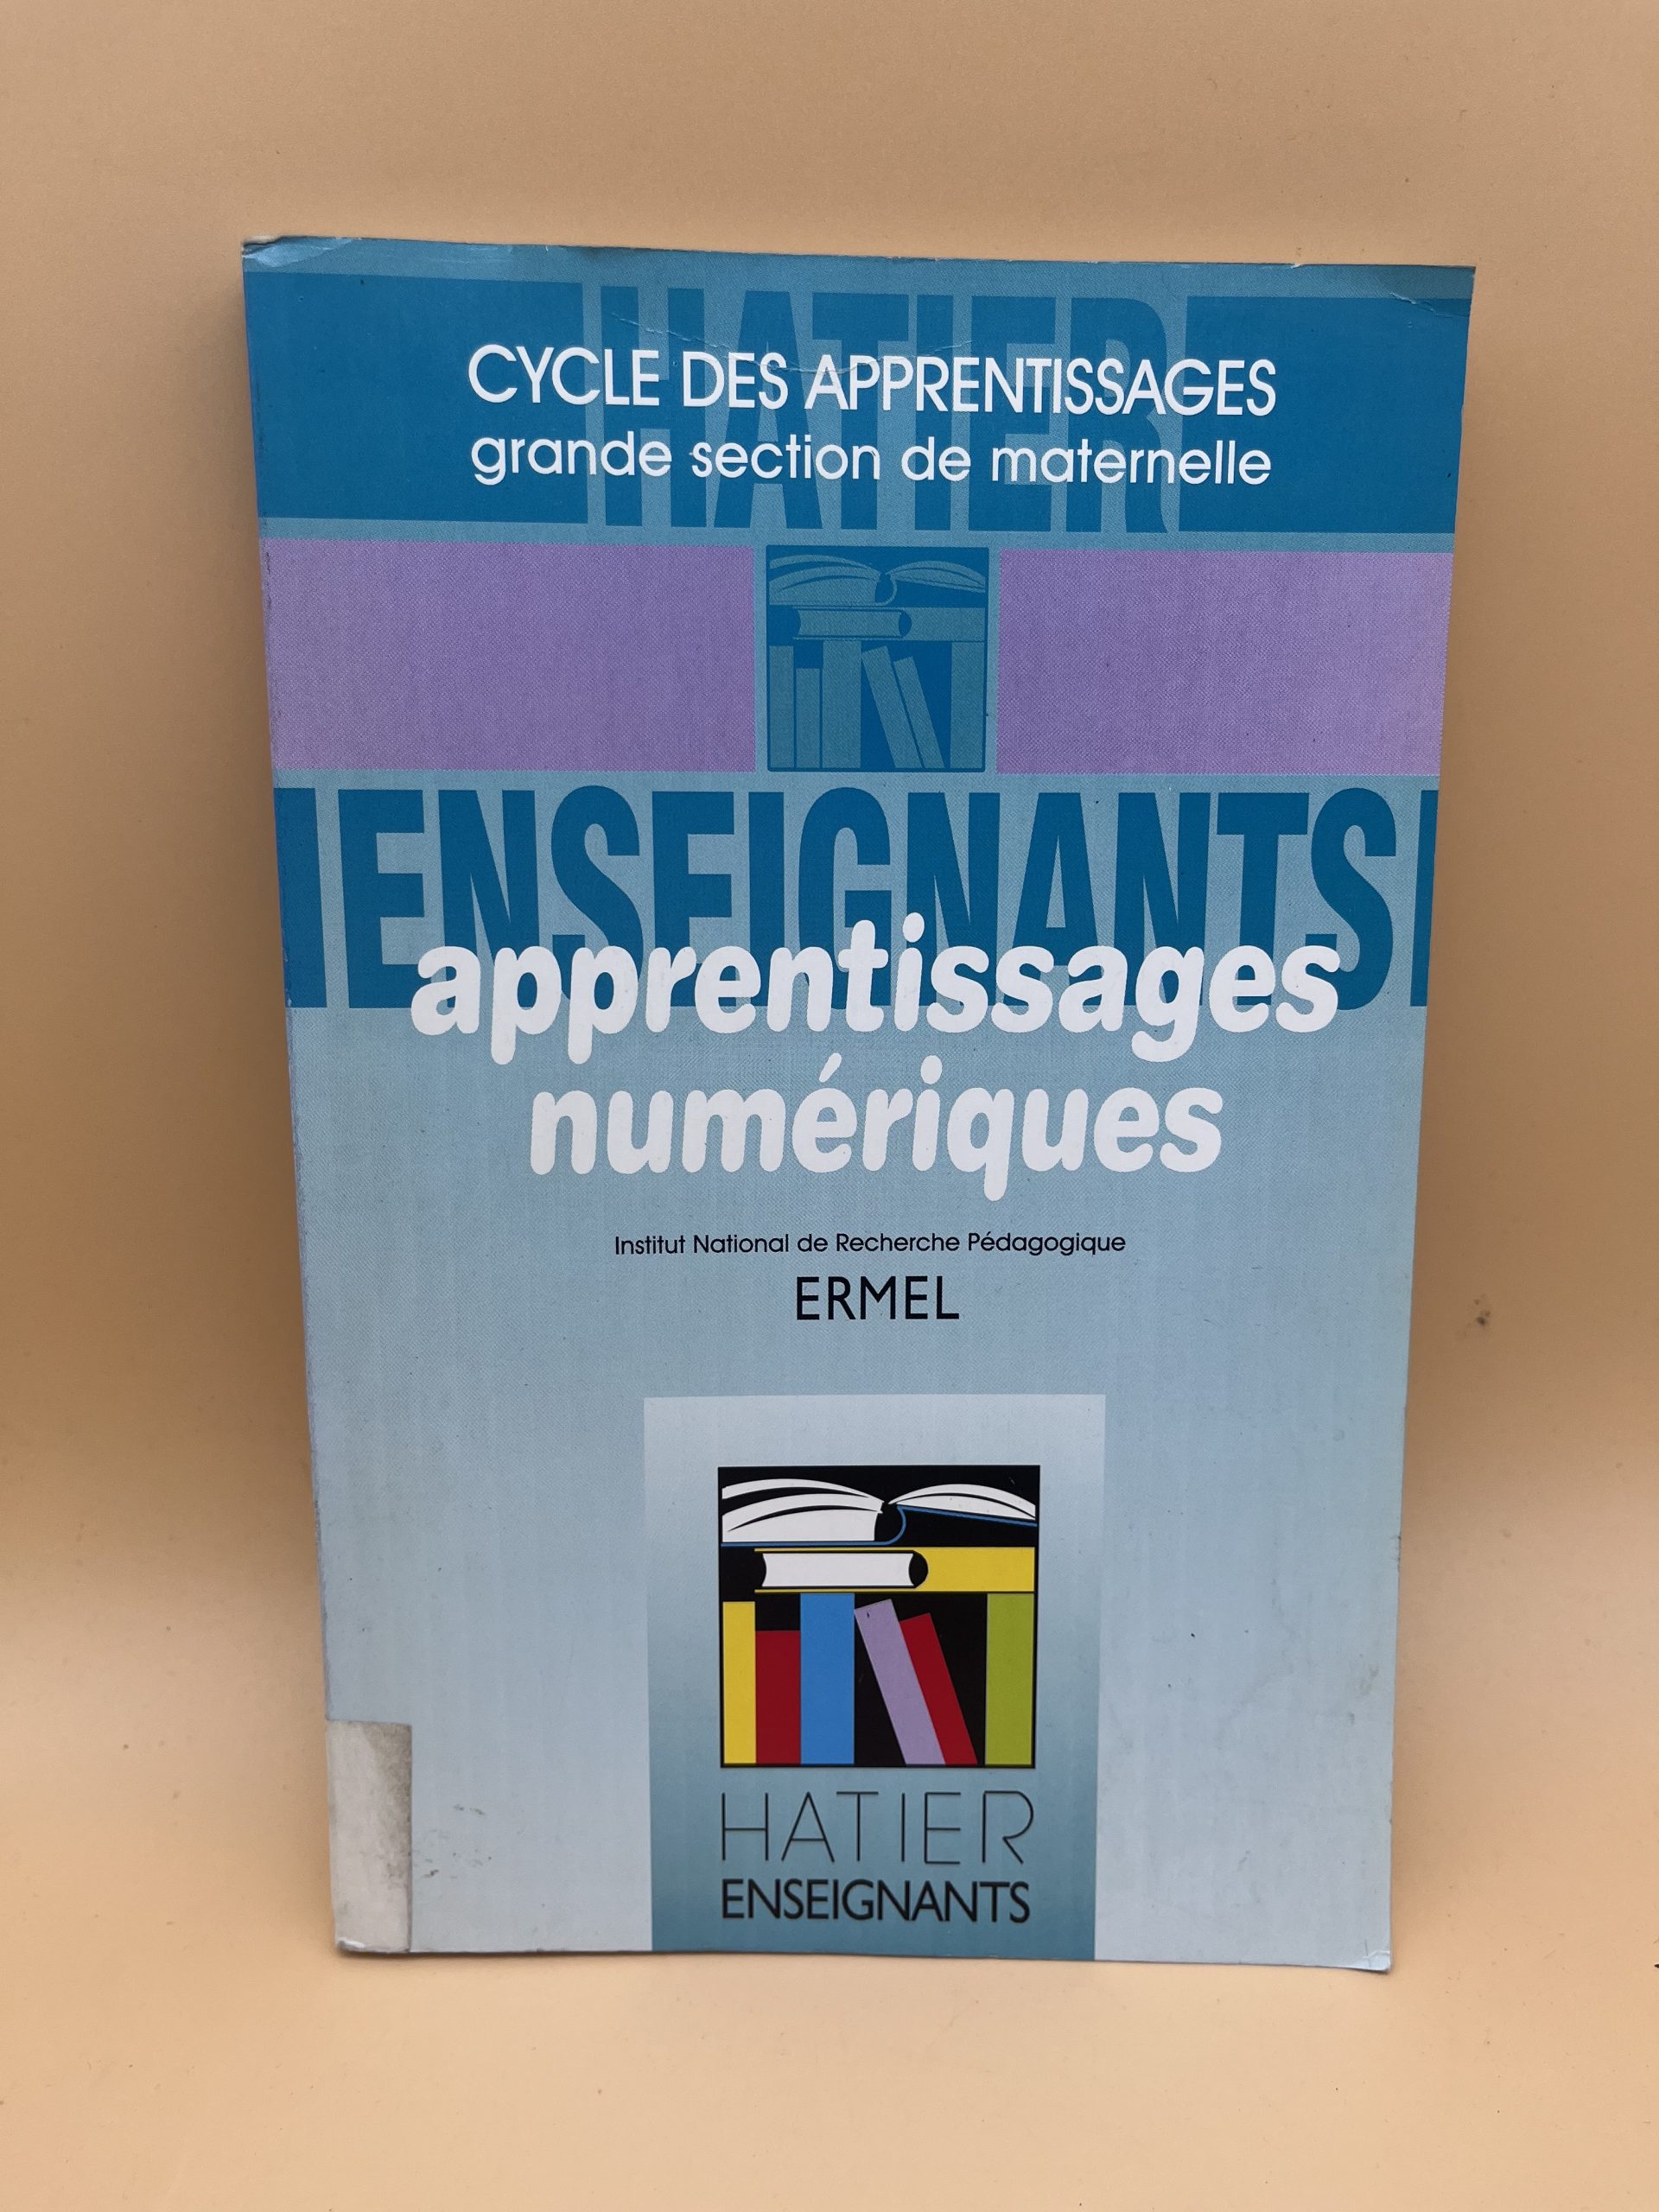 HATIER
CYCLE DES APPRENTISSAGES
grande section de maternelle
ENSEIGNANTS
apprentissages
numériques
Institut National de Recherche Pédagogique
ERMEL
HATIER
ENSEIGNANTS